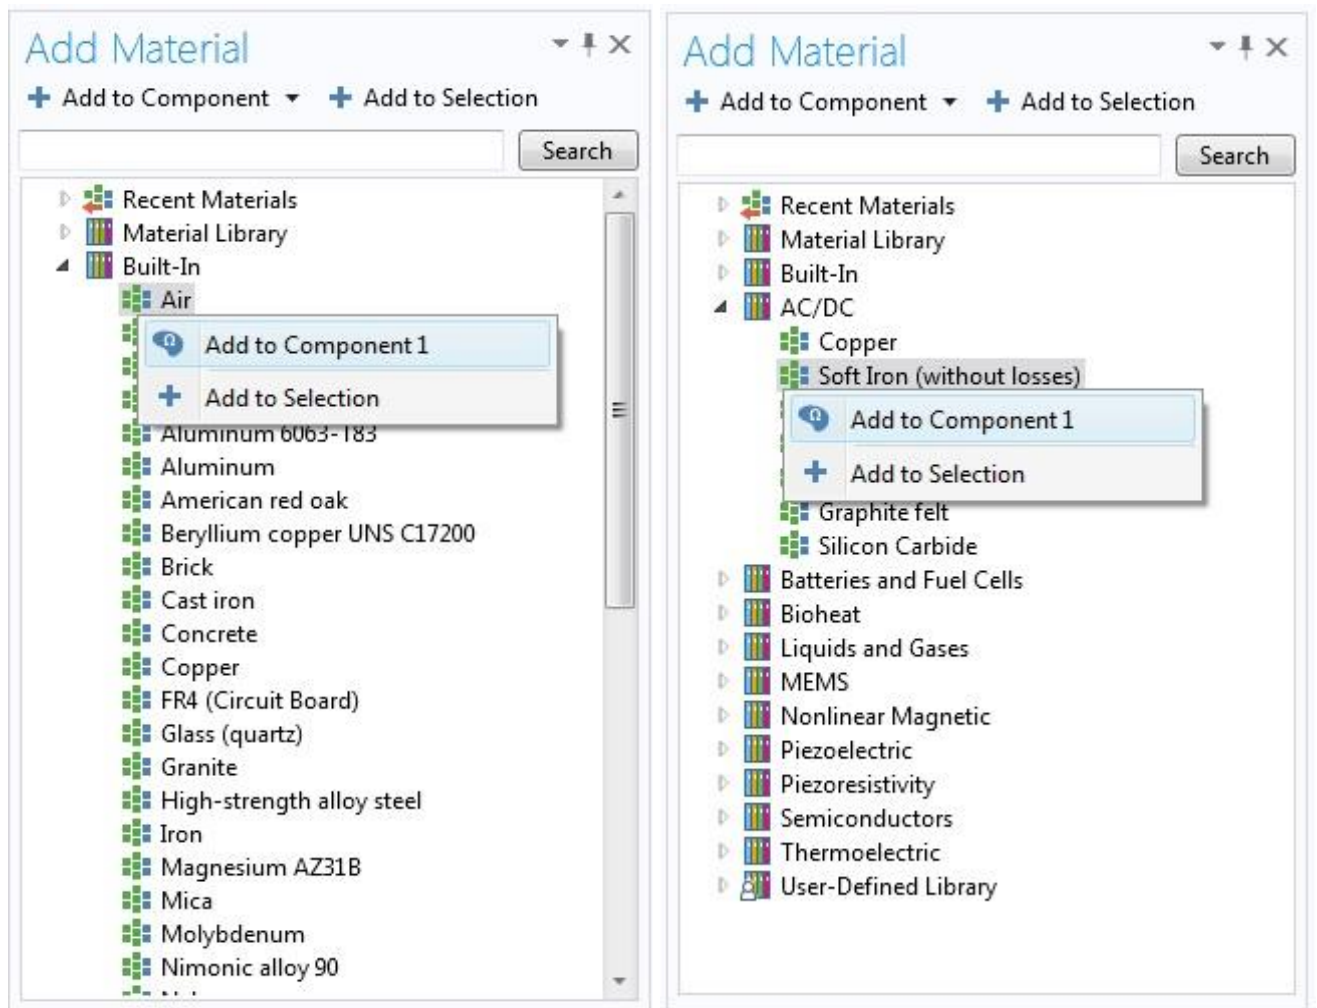 Add Material
Add to Component
Add to Selection
Search
Recent Materials
Material Library
Built-In
Air
Add to Component 1
Add to Selection
Aluminum 6063-T83
Aluminum
American red oak
Beryllium copper UNS C17200
Brick
Cast iron
Concrete
Copper
FR4 (Circuit Board)
Glass (quartz)
Granite
High-strength alloy steel
Iron
Magnesium AZ31B
Mica
Molybdenum
Nimonic alloy 90
Add Material
Add to Component
Add to Selection
Search
Recent Materials
Material Library
Built-In
AC/DC
Copper
Soft Iron (without losses)
Add to Component 1
Add to Selection
Graphite felt
Silicon Carbide
Batteries and Fuel Cells
Bioheat
Liquids and Gases
MEMS
Nonlinear Magnetic
Piezoelectric
Piezoresistivity
Semiconductors
Thermoelectric
User-Defined Library